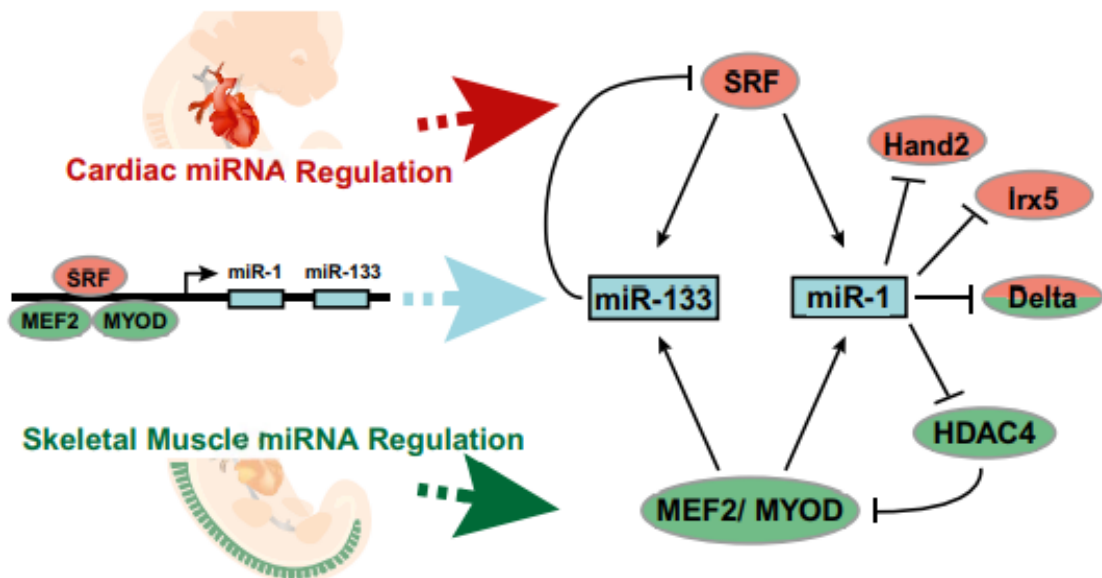 SRF
Hand2
Cardiac miRNA Regulation
Irx5
SRF
miR-1
miR-133
MEF2
MYOD
miR-133
miR-1
Delta
Skeletal Muscle miRNA Regulation
HDAC4
MEF2/ MYOD